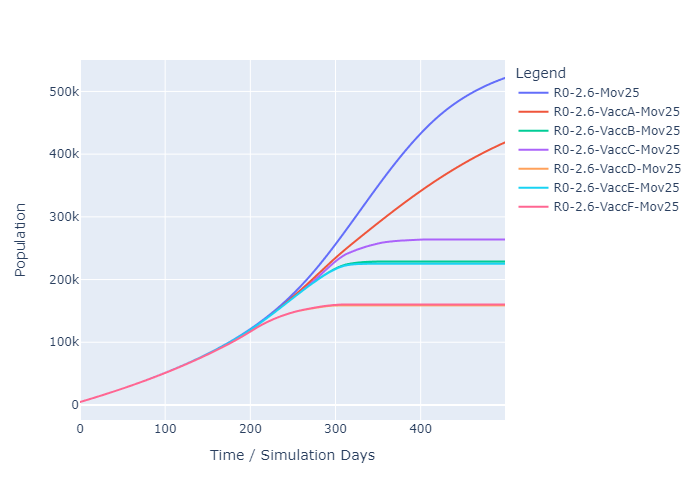 Legend
R0-2.6-Mov25
R0-2.6-VaccA-Mov25
R0-2.6-VaccB-Mov25
R0-2.6-VaccC-Mov25
R0-2.6-VaccD-Mov25
R0-2.6-VaccE-Mov25
R0-2.6-VaccF-Mov25
Population
500k
400k
300k
200k
100k
0
0 100 200 300 400
Time / Simulation Days